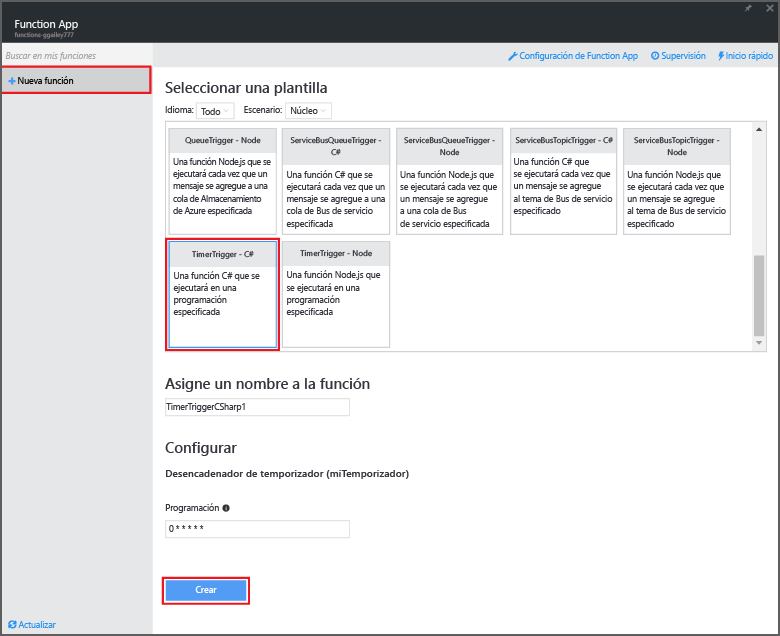 Function App
functions-ggailey777
Buscar en mis funciones
Configuración de Function App
Supervisión
Inicio rápido
+ Nueva función
Seleccionar una plantilla
Idioma: Todo Escenario: Núcleo
QueueTrigger - Node
Una función Node.js que se
ejecutará cada vez que un
mensaje se agregue a una
cola de Almacenamiento
de Azure especificada
ServiceBusQueueTrigger -
C#
Una función C# que se
ejecutará cada vez que un
mensaje se agregue a una
cola de Bus de servicio
especificada
ServiceBusQueueTrigger -
Node
Una función Node.js que
se ejecutará cada vez que
un mensaje se agregue
a una cola de Bus
de servicio especificada
ServiceBusTopicTrigger - C#
Una función C# que
se ejecutará cada vez que
un mensaje se agregue
al tema de Bus de servicio
especificado
ServiceBusTopicTrigger -
Node
Una función Node.js que
se ejecutará cada vez que
un mensaje se agregue
al tema de Bus de servicio
especificado
TimerTrigger - C#
Una función C# que se
ejecutará en una
programación
especificada
TimerTrigger - Node
Una función Node.js que
se ejecutará en una
programación
especificada
Asigne un nombre a la función
TimerTriggerCSharp1
Configurar
Desencadenador de temporizador (miTemporizador)
Programación
0 * * * * *
Crear
Actualizar